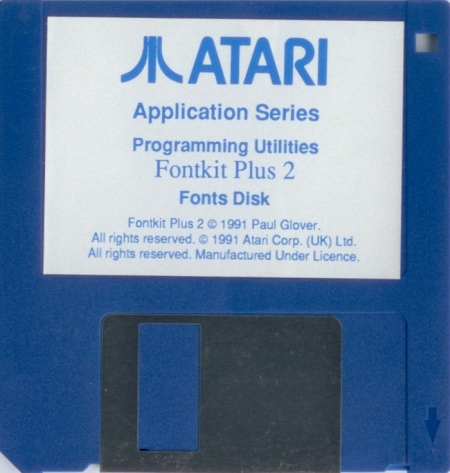 ATARI
Application Series
Programming Utilities
Fontkit Plus 2
Fonts Disk
Fontkit Plus 2 © 1991 Paul Glover.
All rights reserved. © 1991 Atari Corp. (UK) Ltd.
All rights reserved. Manufactured Under Licence.